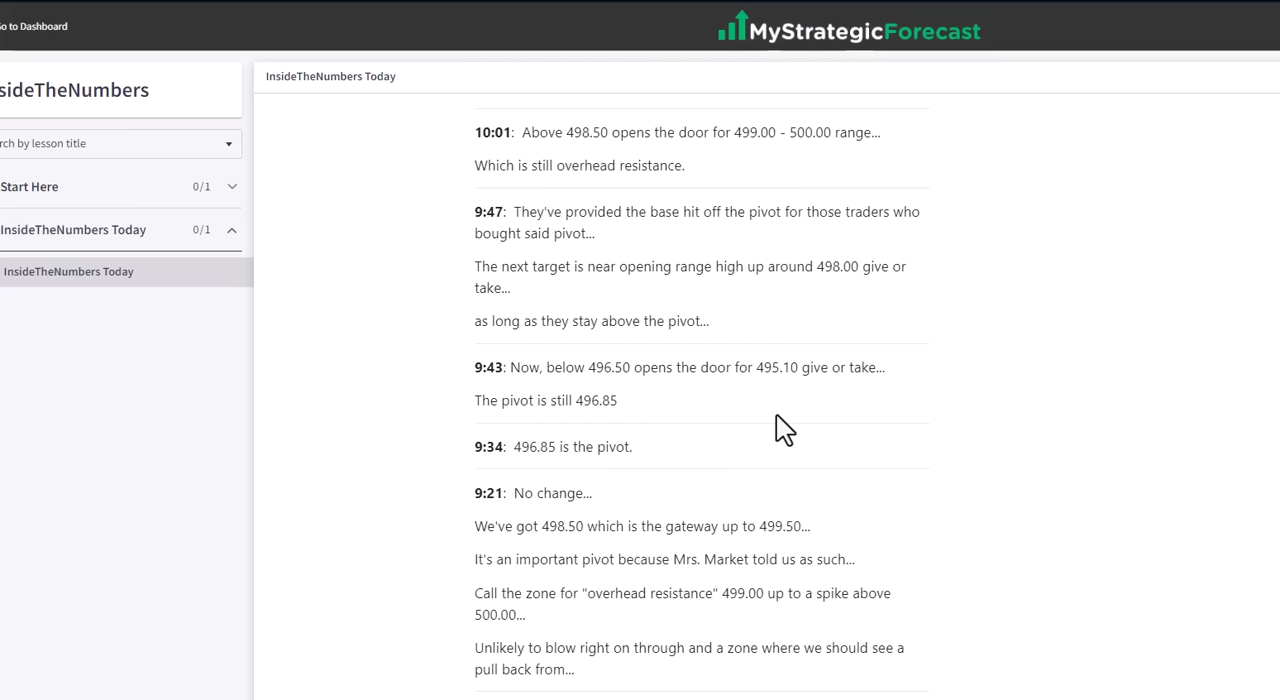 o to Dashboard
MyStrategicForecast
sideTheNumbers
InsideTheNumbers Today
rch by lesson title
Start Here 0/1
InsideTheNumbers Today 0/1
InsideTheNumbers Today
10:01: Above 498.50 opens the door for 499.00 - 500.00 range...
Which is still overhead resistance.
9:47: They've provided the base hit off the pivot for those traders who
bought said pivot...
The next target is near opening range high up around 498.00 give or
take...
as long as they stay above the pivot...
9:43: Now, below 496.50 opens the door for 495.10 give or take...
The pivot is still 496.85
9:34: 496.85 is the pivot.
9:21: No change...
We've got 498.50 which is the gateway up to 499.50...
It's an important pivot because Mrs. Market told us as such...
Call the zone for "overhead resistance" 499.00 up to a spike above
500.00...
Unlikely to blow right on through and a zone where we should see a
pull back from...